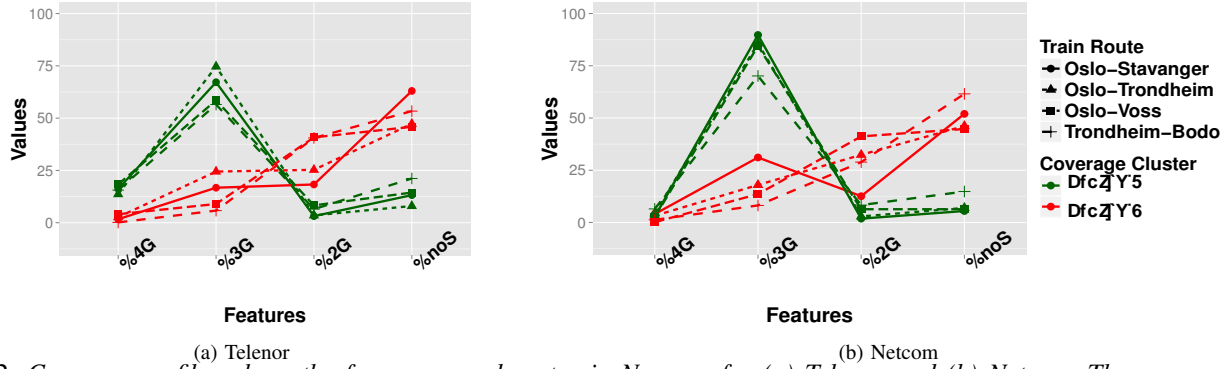 100
75
50
25
0
Values
%4G
%3G
%2G
%noS
Features
(a) Telenor
100
75
50
25
0
Values
%4G
%3G
%2G
%noS
Features
(b) Netcom
Train Route
Oslo−Stavanger
Oslo−Trondheim
Oslo−Voss
Trondheim−Bodo
Coverage Cluster